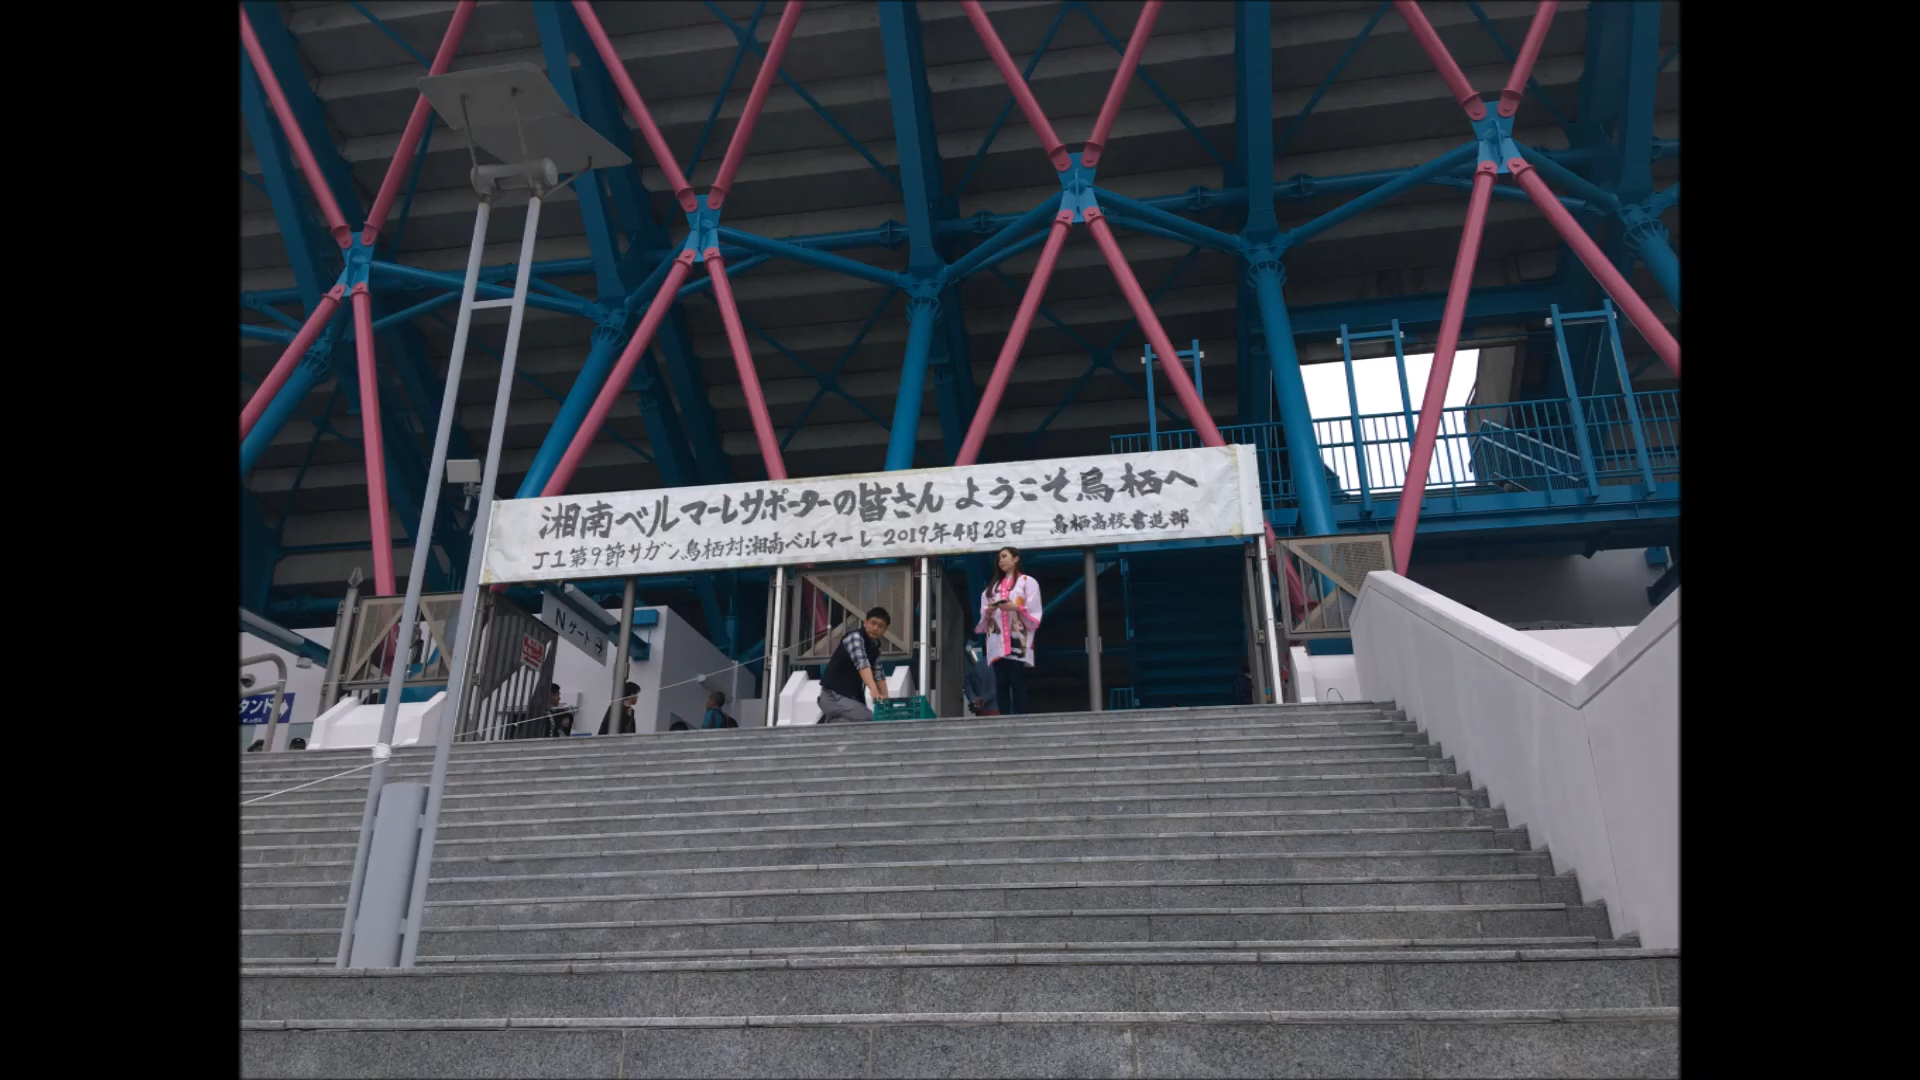 湘南ベルマーレサポーターの皆さん ようこそ鳥栖へ
J1第9節サガン鳥栖対湘南ベルマーレ 2019年4月28日 鳥栖高校書道部
Nゲート
タンド